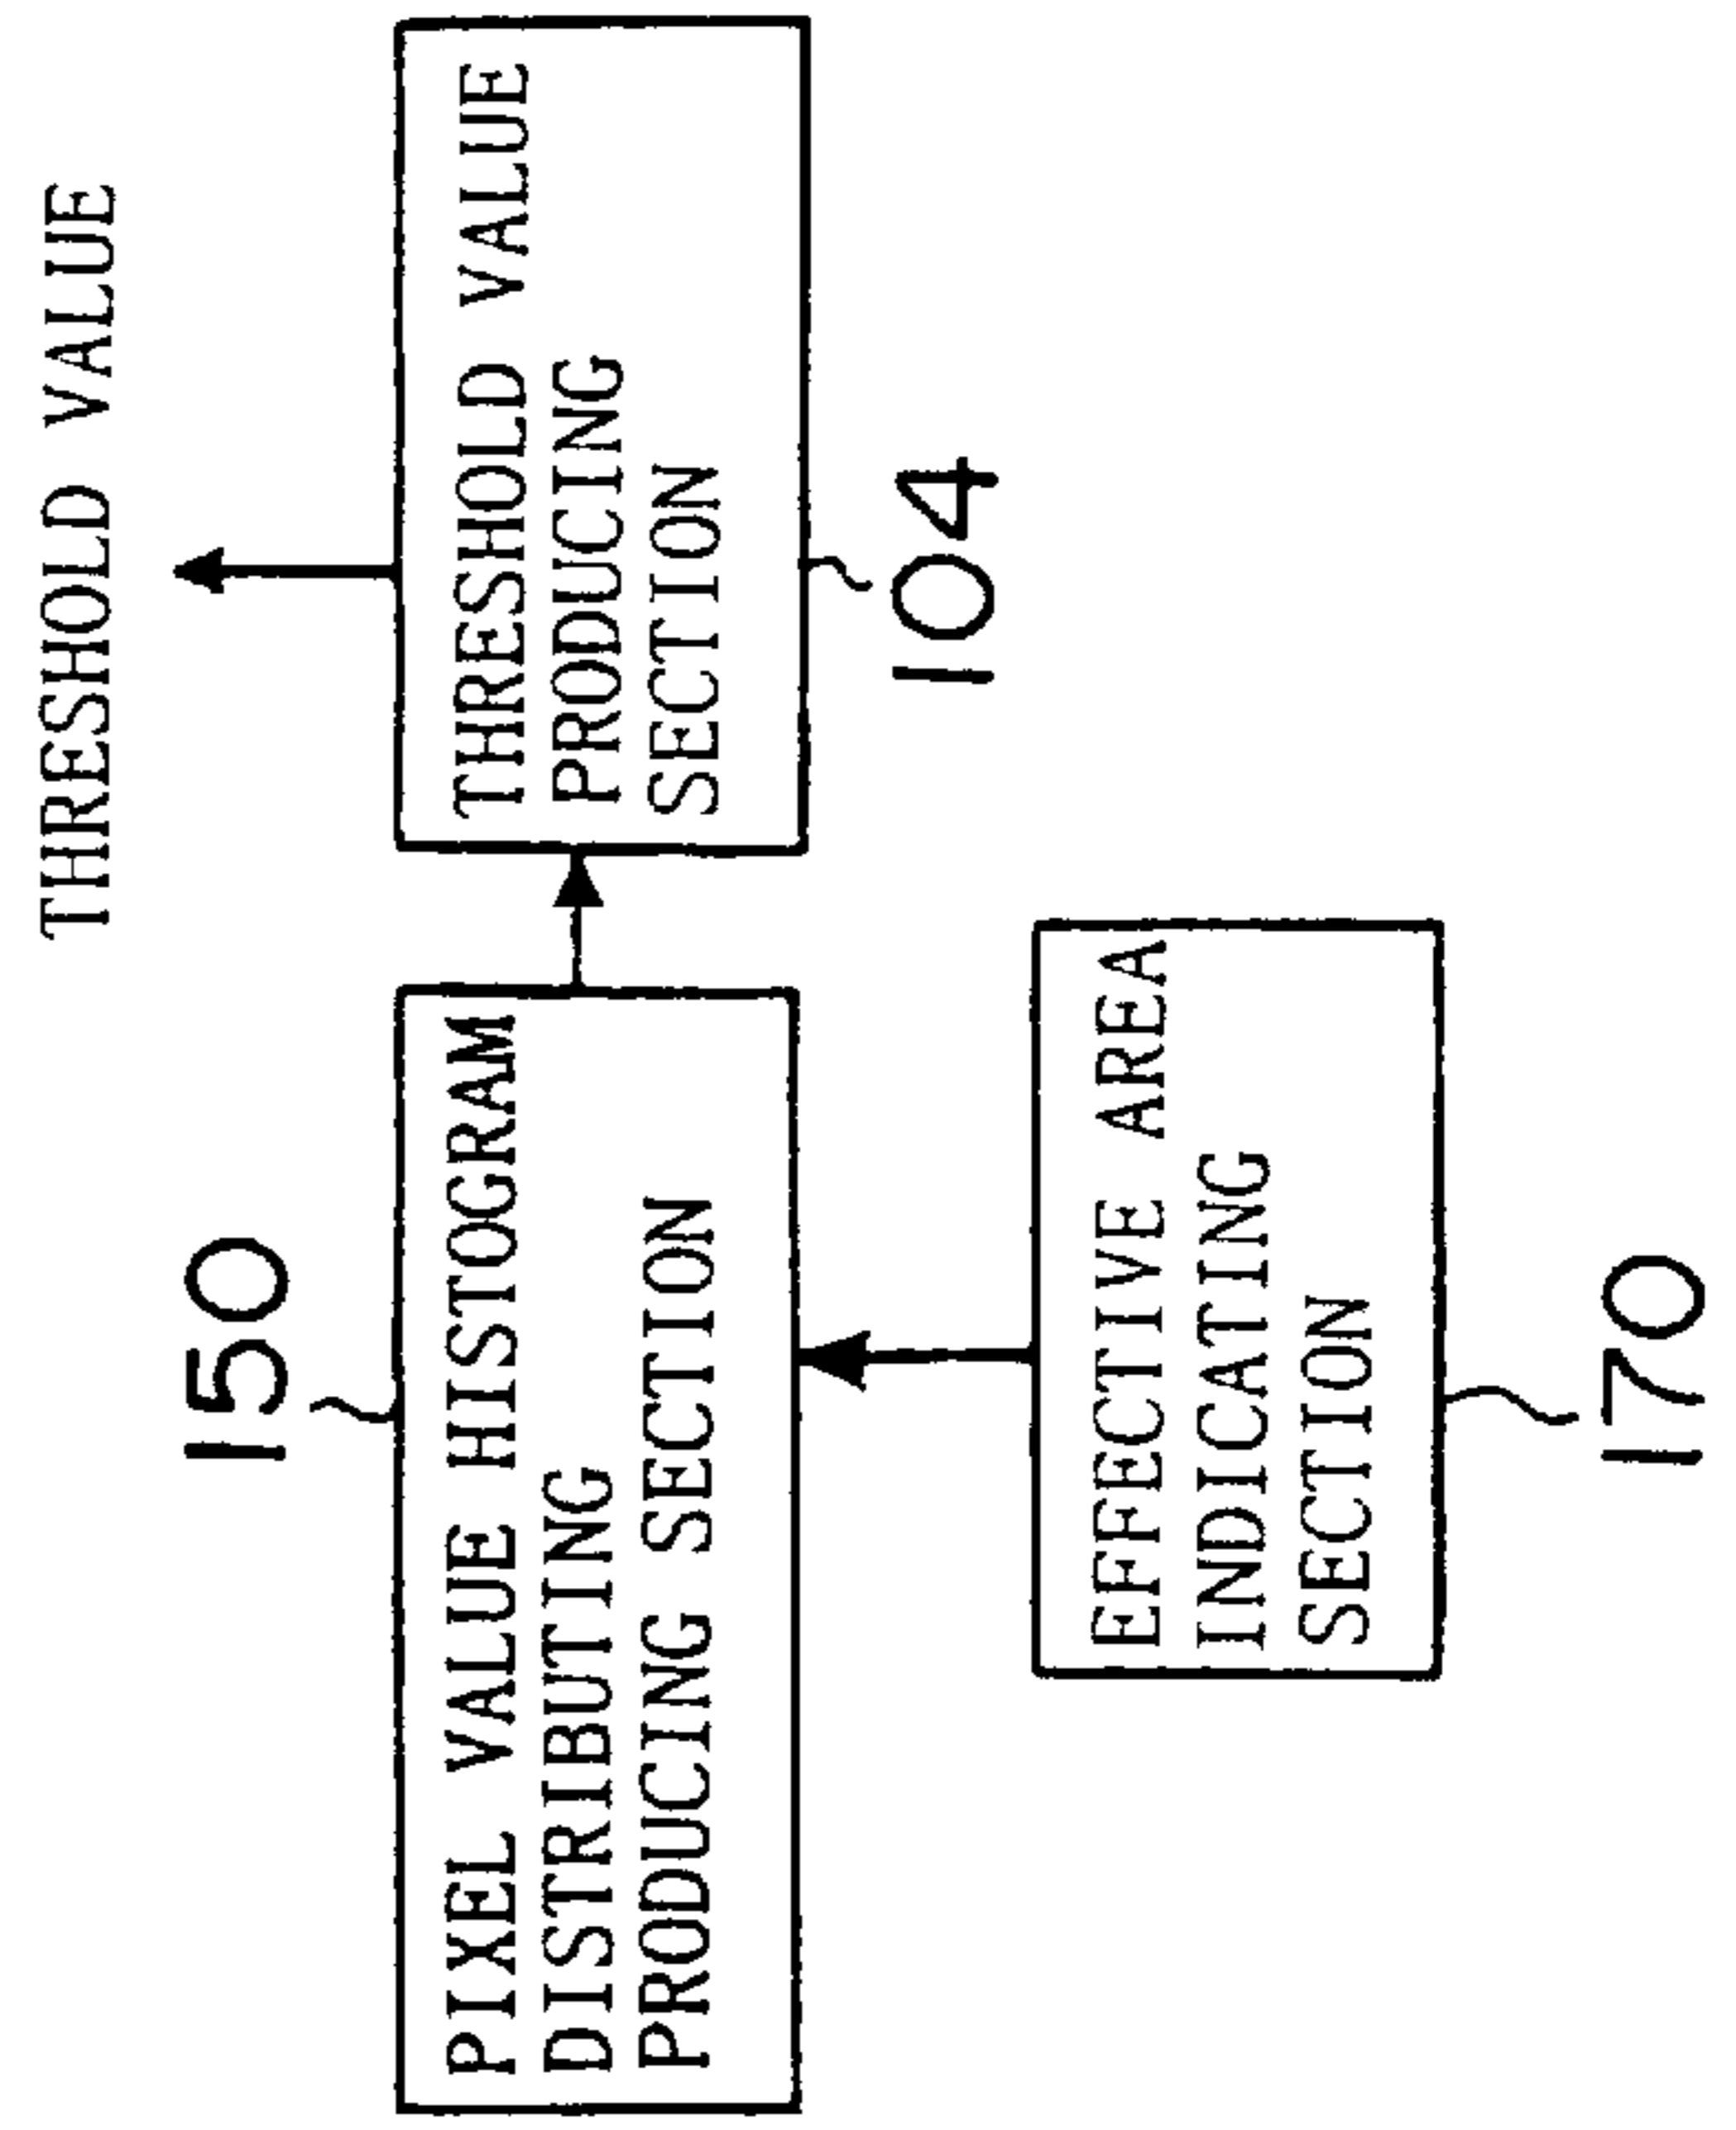 THRESHOLD VALUE
150
PIXEL VALUE HISTOGRAM
DISTRIBUTING
PRODUCING SECTION
THRESHOLD VALUE
PRODUCING
SECTION
104
EFFECTIVE AREA
INDICATING
SECTION
170